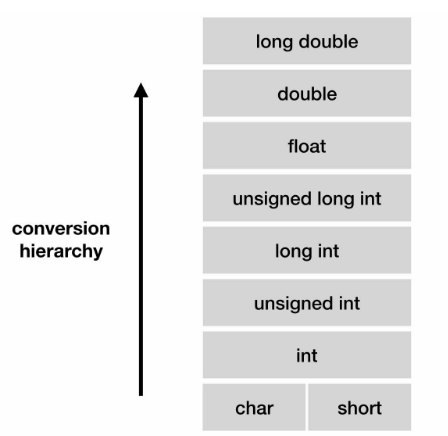 long double
double
float
unsigned long int
conversion
hierarchy
long int
unsigned int
int
char short